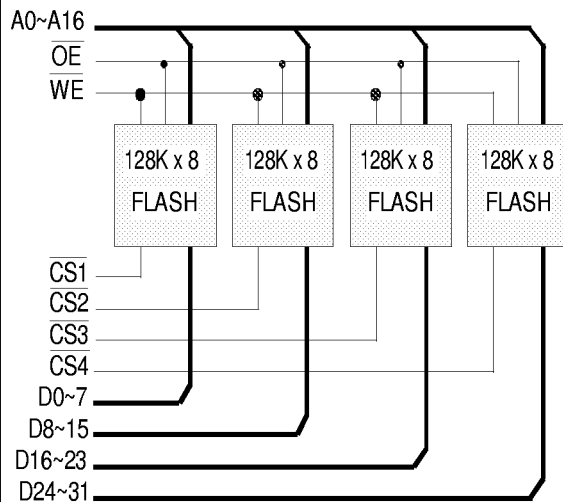 A0~A16
OE
WE
128K x 8 128K x 8 128K x 8 128K x 8
FLASH FLASH FLASH FLASH
CS1
CS2
CS3
CS4
D0~7
D8~15
D16~23
D24~31